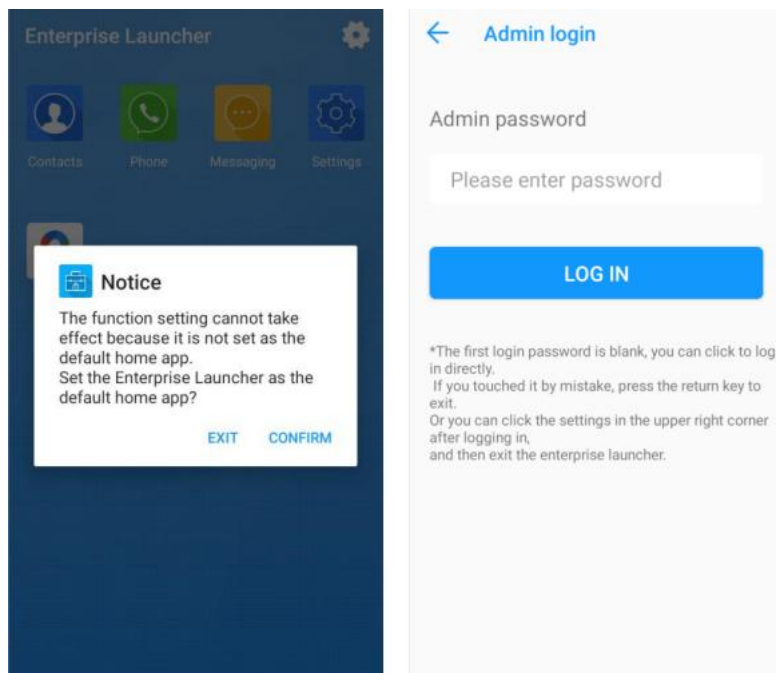 Enterprise Launcher
Contacts
Phone
Messaging
Settings
Notice
The function setting cannot take
effect because it is not set as the
default home app.
Set the Enterprise Launcher as the
default home app?
EXIT
CONFIRM
Admin login
Admin password
Please enter password
LOG IN
*The first login password is blank, you can click to log
in directly.
If you touched it by mistake, press the return key to
exit.
Or you can click the settings in the upper right corner
after logging in,
and then exit the enterprise launcher.